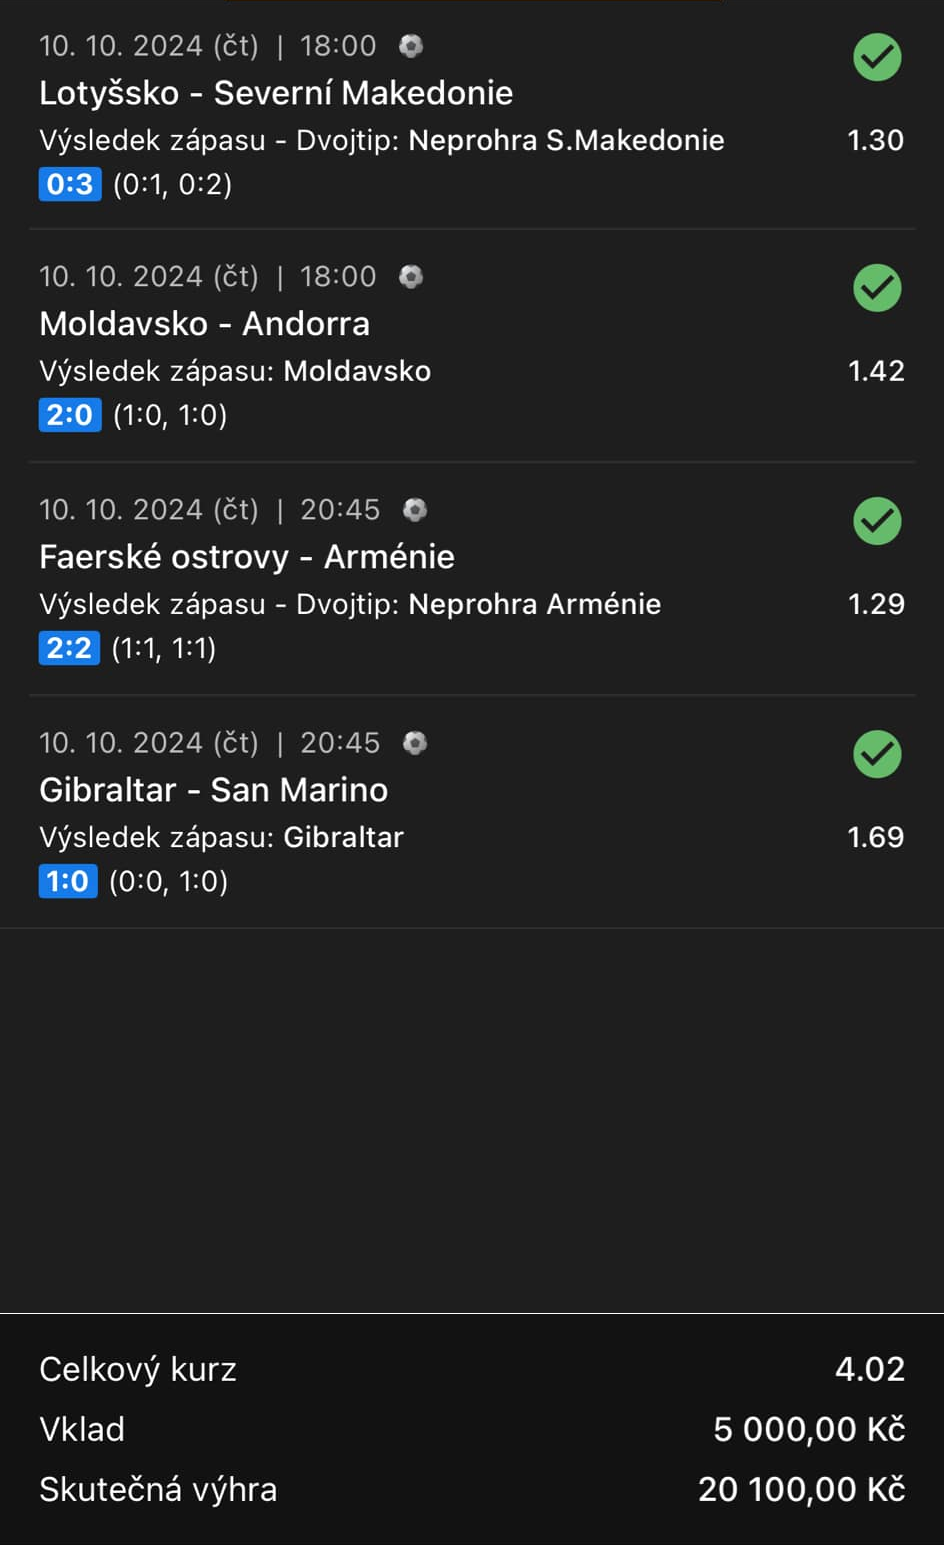 10. 10. 2024 (čt) | 18:00
Lotyšsko - Severní Makedonie
Výsledek zápasu - Dvojtip: Neprohra S.Makedonie 1.30
0:3 (0:1, 0:2)
10. 10. 2024 (čt) | 18:00
Moldavsko - Andorra
Výsledek zápasu: Moldavsko 1.42
2:0 (1:0, 1:0)
10. 10. 2024 (čt) | 20:45
Faerské ostrovy - Arménie
Výsledek zápasu - Dvojtip: Neprohra Arménie 1.29
2:2 (1:1, 1:1)
10. 10. 2024 (čt) | 20:45
Gibraltar - San Marino
Výsledek zápasu: Gibraltar 1.69
1:0 (0:0, 1:0)
Celkový kurz 4.02
Vklad 5 000,00 Kč
Skutečná výhra 20 100,00 Kč